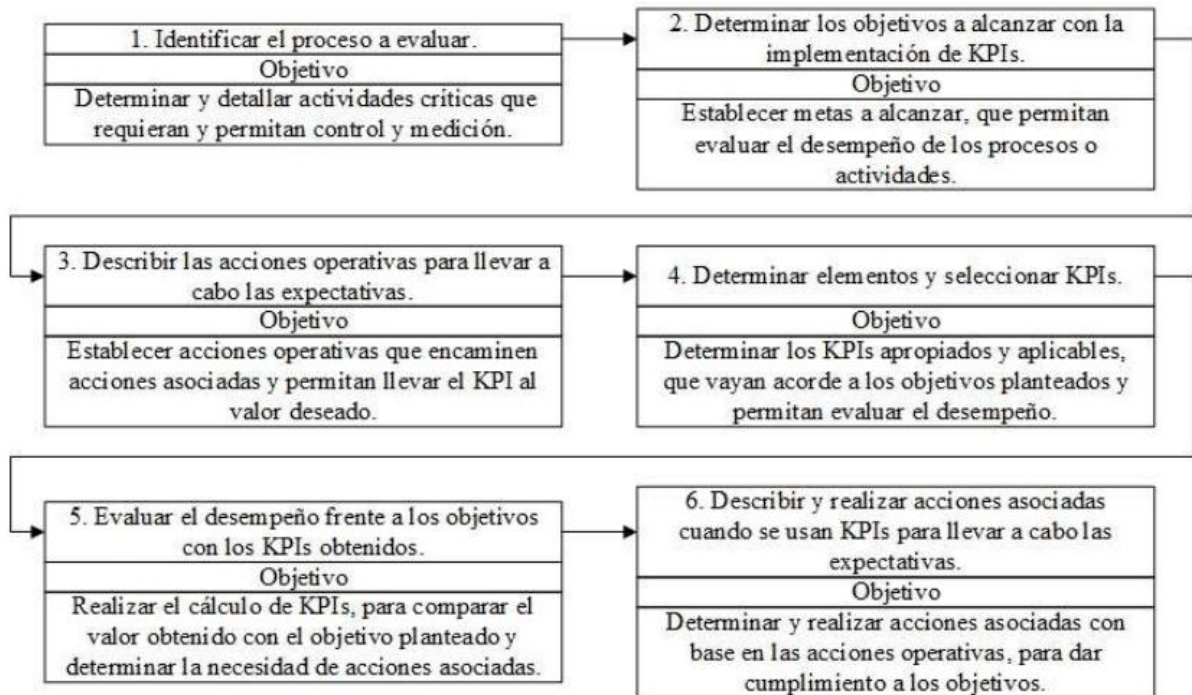 1. Identificar el proceso a evaluar.
Objetivo
Determinar y detallar actividades críticas que
requieran y permitan control y medición.
2. Determinar los objetivos a alcanzar con la
implementación de KPIs.
Objetivo
Establecer metas a alcanzar, que permitan
evaluar el desempeño de los procesos o
actividades.
3. Describir las acciones operativas para llevar a
cabo las expectativas.
Objetivo
Establecer acciones operativas que encaminen
acciones asociadas y permitan llevar el KPI al
valor deseado.
4. Determinar elementos y seleccionar KPIs.
Objetivo
Determinar los KPIs apropiados y aplicables,
que vayan acorde a los objetivos planteados y
permitan evaluar el desempeño.
5. Evaluar el desempeño frente a los objetivos
con los KPIs obtenidos.
Objetivo
Realizar el cálculo de KPIs, para comparar el
valor obtenido con el objetivo planteado y
determinar la necesidad de acciones asociadas.
6. Describir y realizar acciones asociadas
cuando se usan KPIs para llevar a cabo las
expectativas.
Objetivo
Determinar y realizar acciones asociadas con
base en las acciones operativas, para dar
cumplimiento a los objetivos.